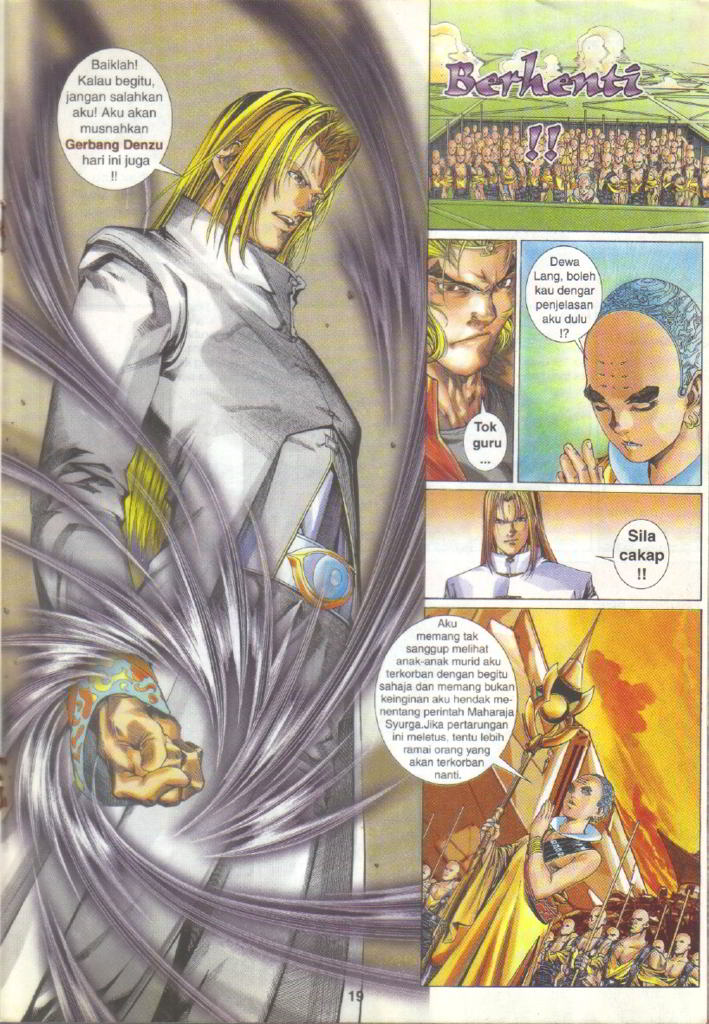 Baiklah!
Kalau begitu,
jangan salahkan
aku! Aku akan
musnahkan
Gerbang Denzu
hari ini juga
!!
Berhenti
!!
Tok
guru
...
Dewa
Lang, boleh
kau dengar
penjelasan
aku dulu
!?
Sila
cakap
!!
Aku
memang tak
sanggup melihat
anak-anak murid aku
terkorban dengan begitu
sahaja dan memang bukan
keinginan aku hendak me-
nentang perintah Maharaja
Syurga.Jika pertarungan
ini meletus, tentu lebih
ramai orang yang
akan terkorban
nanti.
19